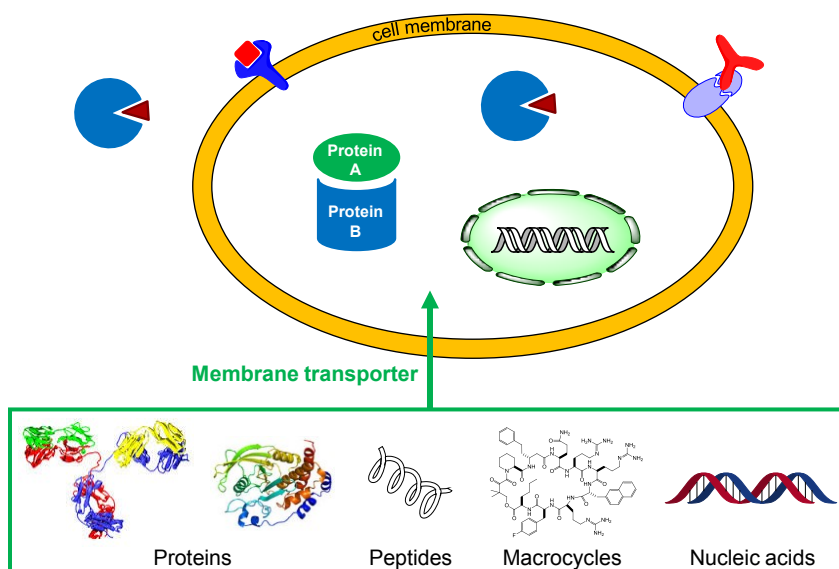 cell membrane
Protein
A
Protein
B
Membrane transporter
Proteins
Peptides
Macrocycles
Nucleic acids